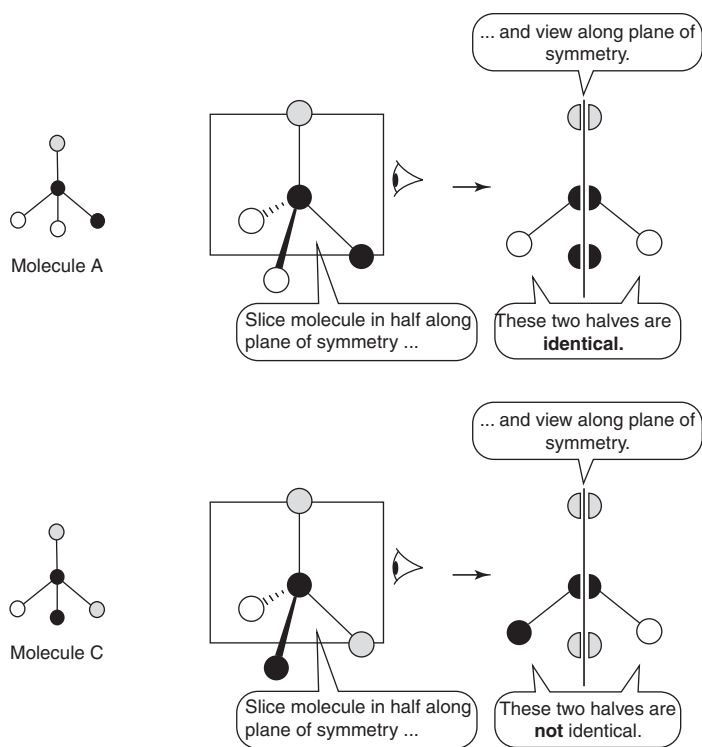 ... and view along plane of
symmetry.
Molecule A
Slice molecule in half along
plane of symmetry ...
These two halves are
identical.
... and view along plane of
symmetry.
Molecule C
Slice molecule in half along
plane of symmetry ...
These two halves are
not identical.